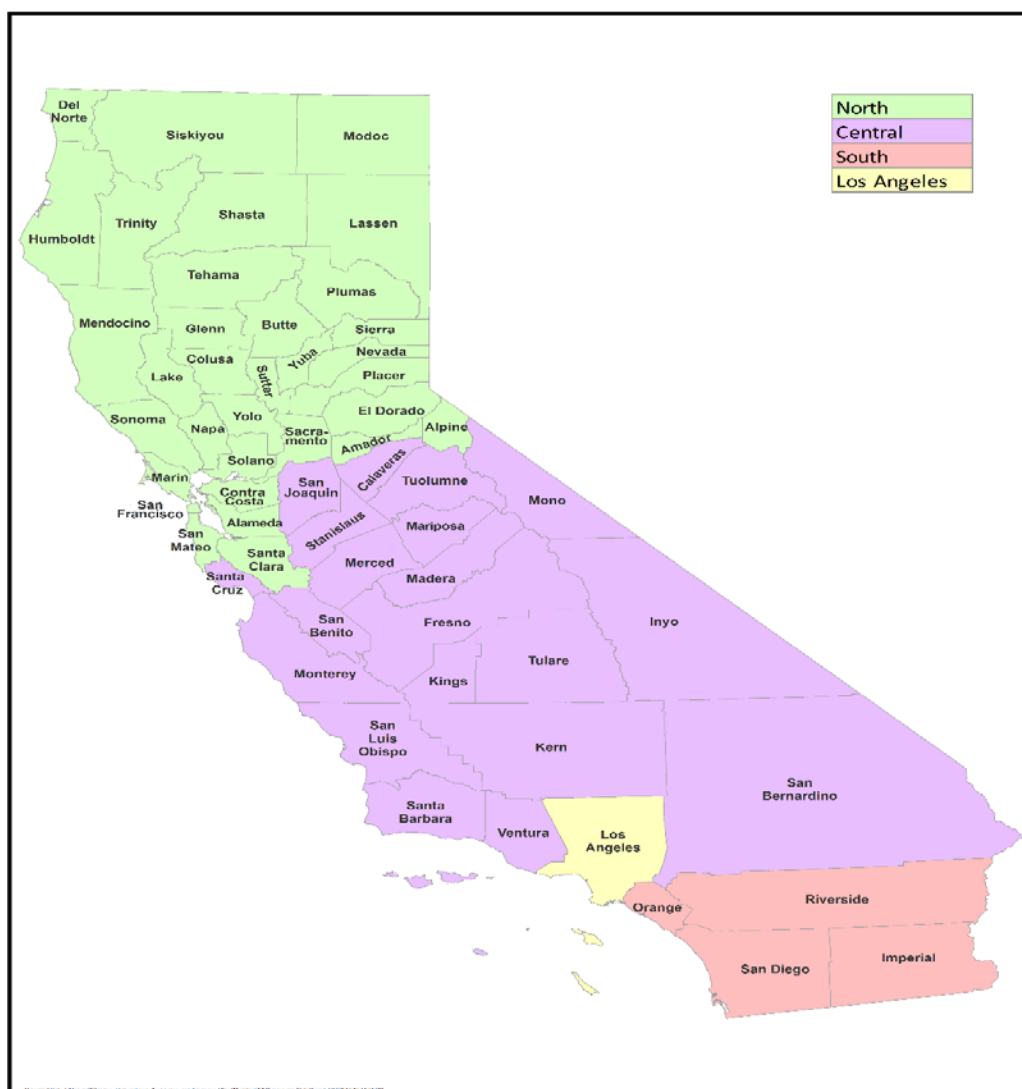 North
Central
South
Los Angeles
Del
Norte
Siskiyou
Modoc
Humboldt
Trinity
Shasta
Lassen
Tehama
Plumas
Mendocino
Glenn
Butte
Sierra
Colusa
Yuba
Nevada
Lake
Suttar
Placer
Sonoma
Napa
Yolo
Sacra-
mento
El Dorado
Alpine
Amador
Solano
Marin
Contra
Costa
San
Joaquin
Calaveras
Tuolumne
Mono
San
Francisco
Alameda
Stanislaus
Mariposa
San
Mateo
Santa
Clara
Merced
Madera
Santa
Cruz
San
Benito
Fresno
Inyo
Monterey
Kings
Tulare
San
Luis
Obispo
Kern
San
Bernardino
Santa
Barbara
Ventura
Los
Angeles
Orange
Riverside
San Diego
Imperial